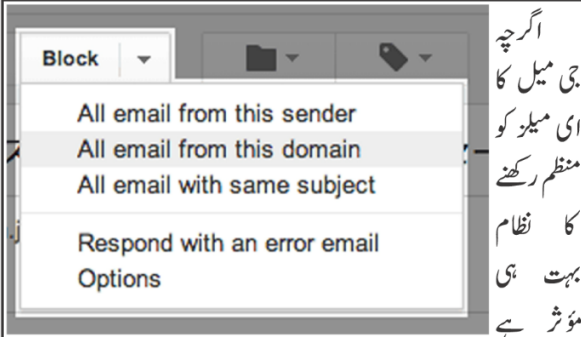 Block
All email from this sender
All email from this domain
All email with same subject
Respond with an error email
Options
اگرچہ
جی میل کا
ای میلز کو
منظم رکھنے
کا نظام
بہت ہی
مؤثر ہے